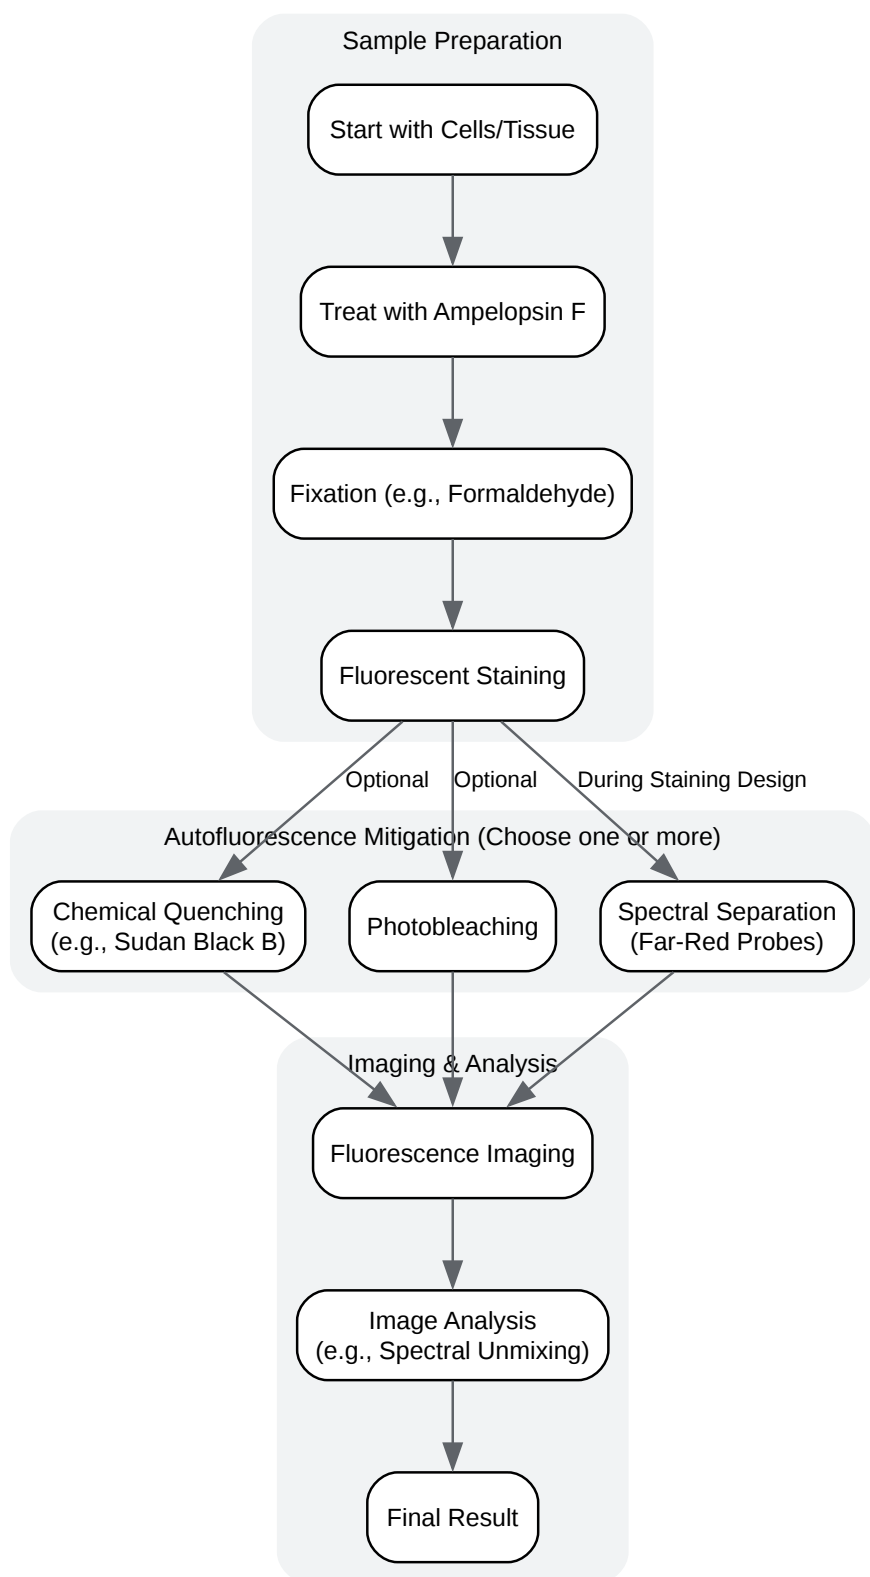 Sample Preparation
Start with Cells/Tissue
Treat with Ampelopsin F
Fixation (e.g., Formaldehyde)
Fluorescent Staining
Optional
Optional
During Staining Design
Autofluorescence Mitigation (Choose one or more)
Chemical Quenching
(e.g., Sudan Black B)
Photobleaching
Spectral Separation
(Far-Red Probes)
Imaging & Analysis
Fluorescence Imaging
Image Analysis
(e.g., Spectral Unmixing)
Final Result